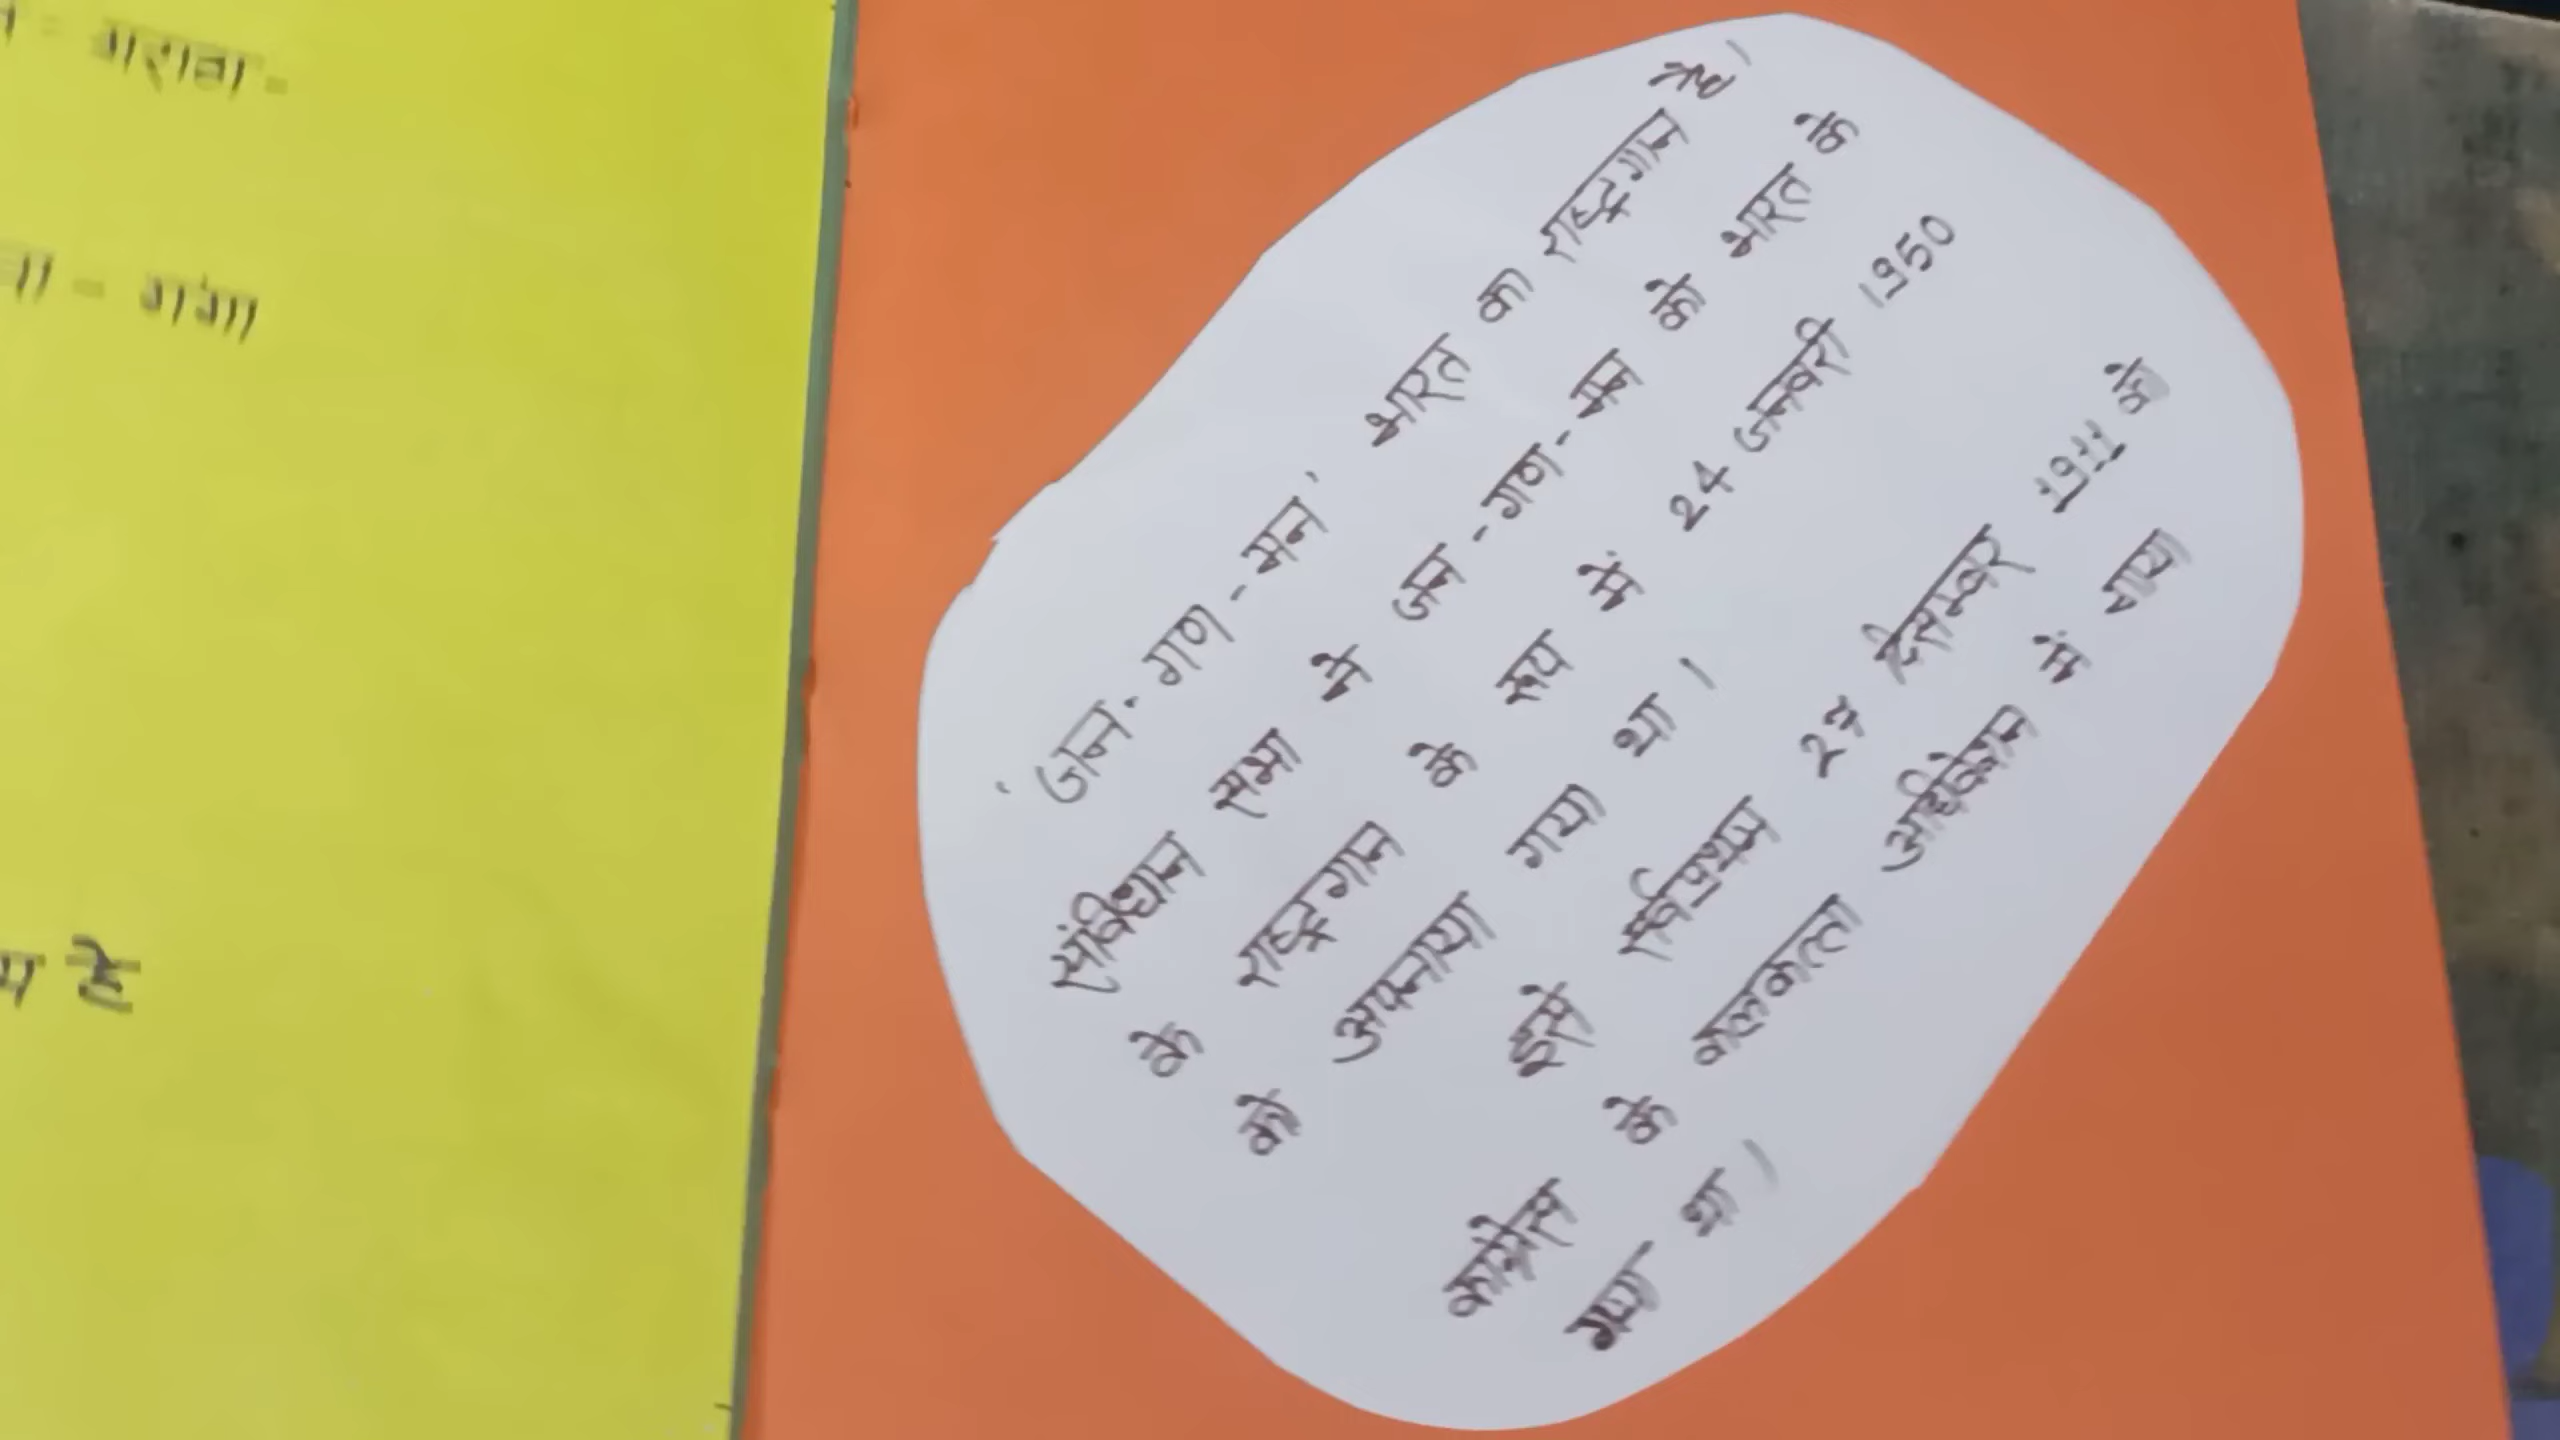 गंगा
है
'जन-गण-मन' भारत का राष्ट्रगान है।
संविधान सभा ने जन-गण-मन को भारत के
के राष्ट्रगान के रूप में 24 जनवरी 1950
को अपनाया गया था।
इसे र्वप्रथम 27 दिसम्बर 1911 को
कांग्रेस के कलकत्ता अधिवेशन में गाया
गया था।